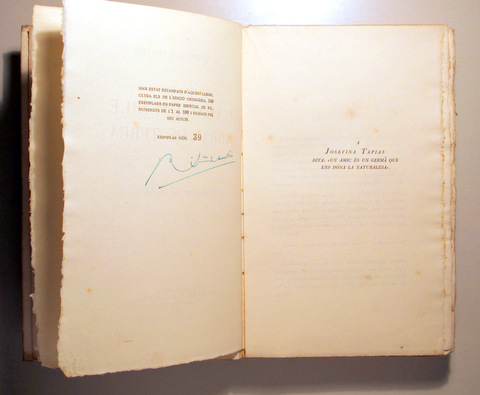 HAN ESTAT ESTAMPATS D'AQUEST LLIBRE,
ULTRA ELS DE L'EDICIÓ ORDINÀRIA, 100
EXEMPLARS EN PAPER ESPECIAL DE FIL
NUMERATS DE L'1 AL 100 I SIGNATS PEL
SEU AUTOR.
EXEMPLAR NÚM. 39
A
JOSEFINA TAPIAS
DITA: «UN AMIC ÉS UN GERMÀ QUE
ENS DÓNA LA NATURALESA».